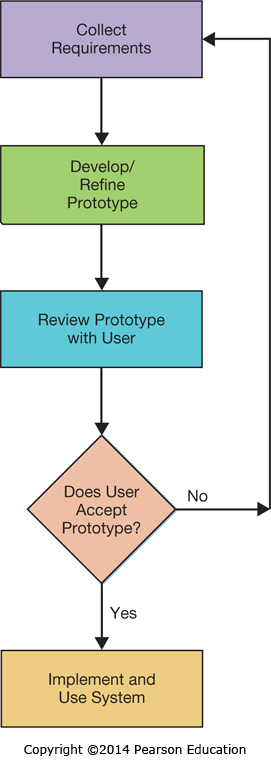 Collect
Requirements
Develop/
Refine
Prototype
Review Prototype
with User
Does User
Accept
Prototype?
No
Yes
Implement and
Use System
Copyright ©2014 Pearson Education